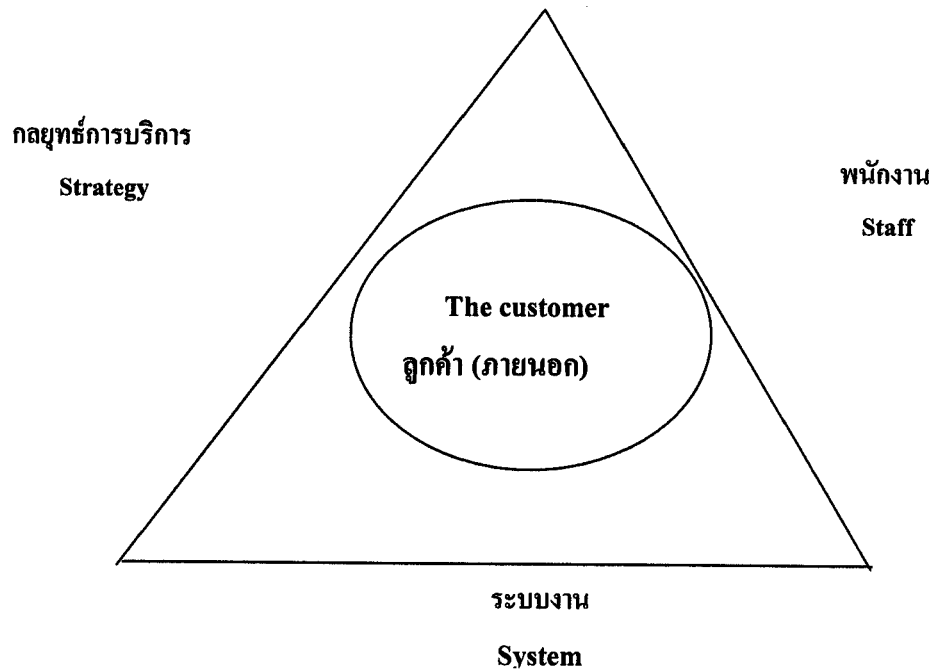 กลยุทธ์การบริการ
Strategy
พนักงาน
Staff
The customer
ลูกค้า (ภายนอก)
ระบบงาน
System